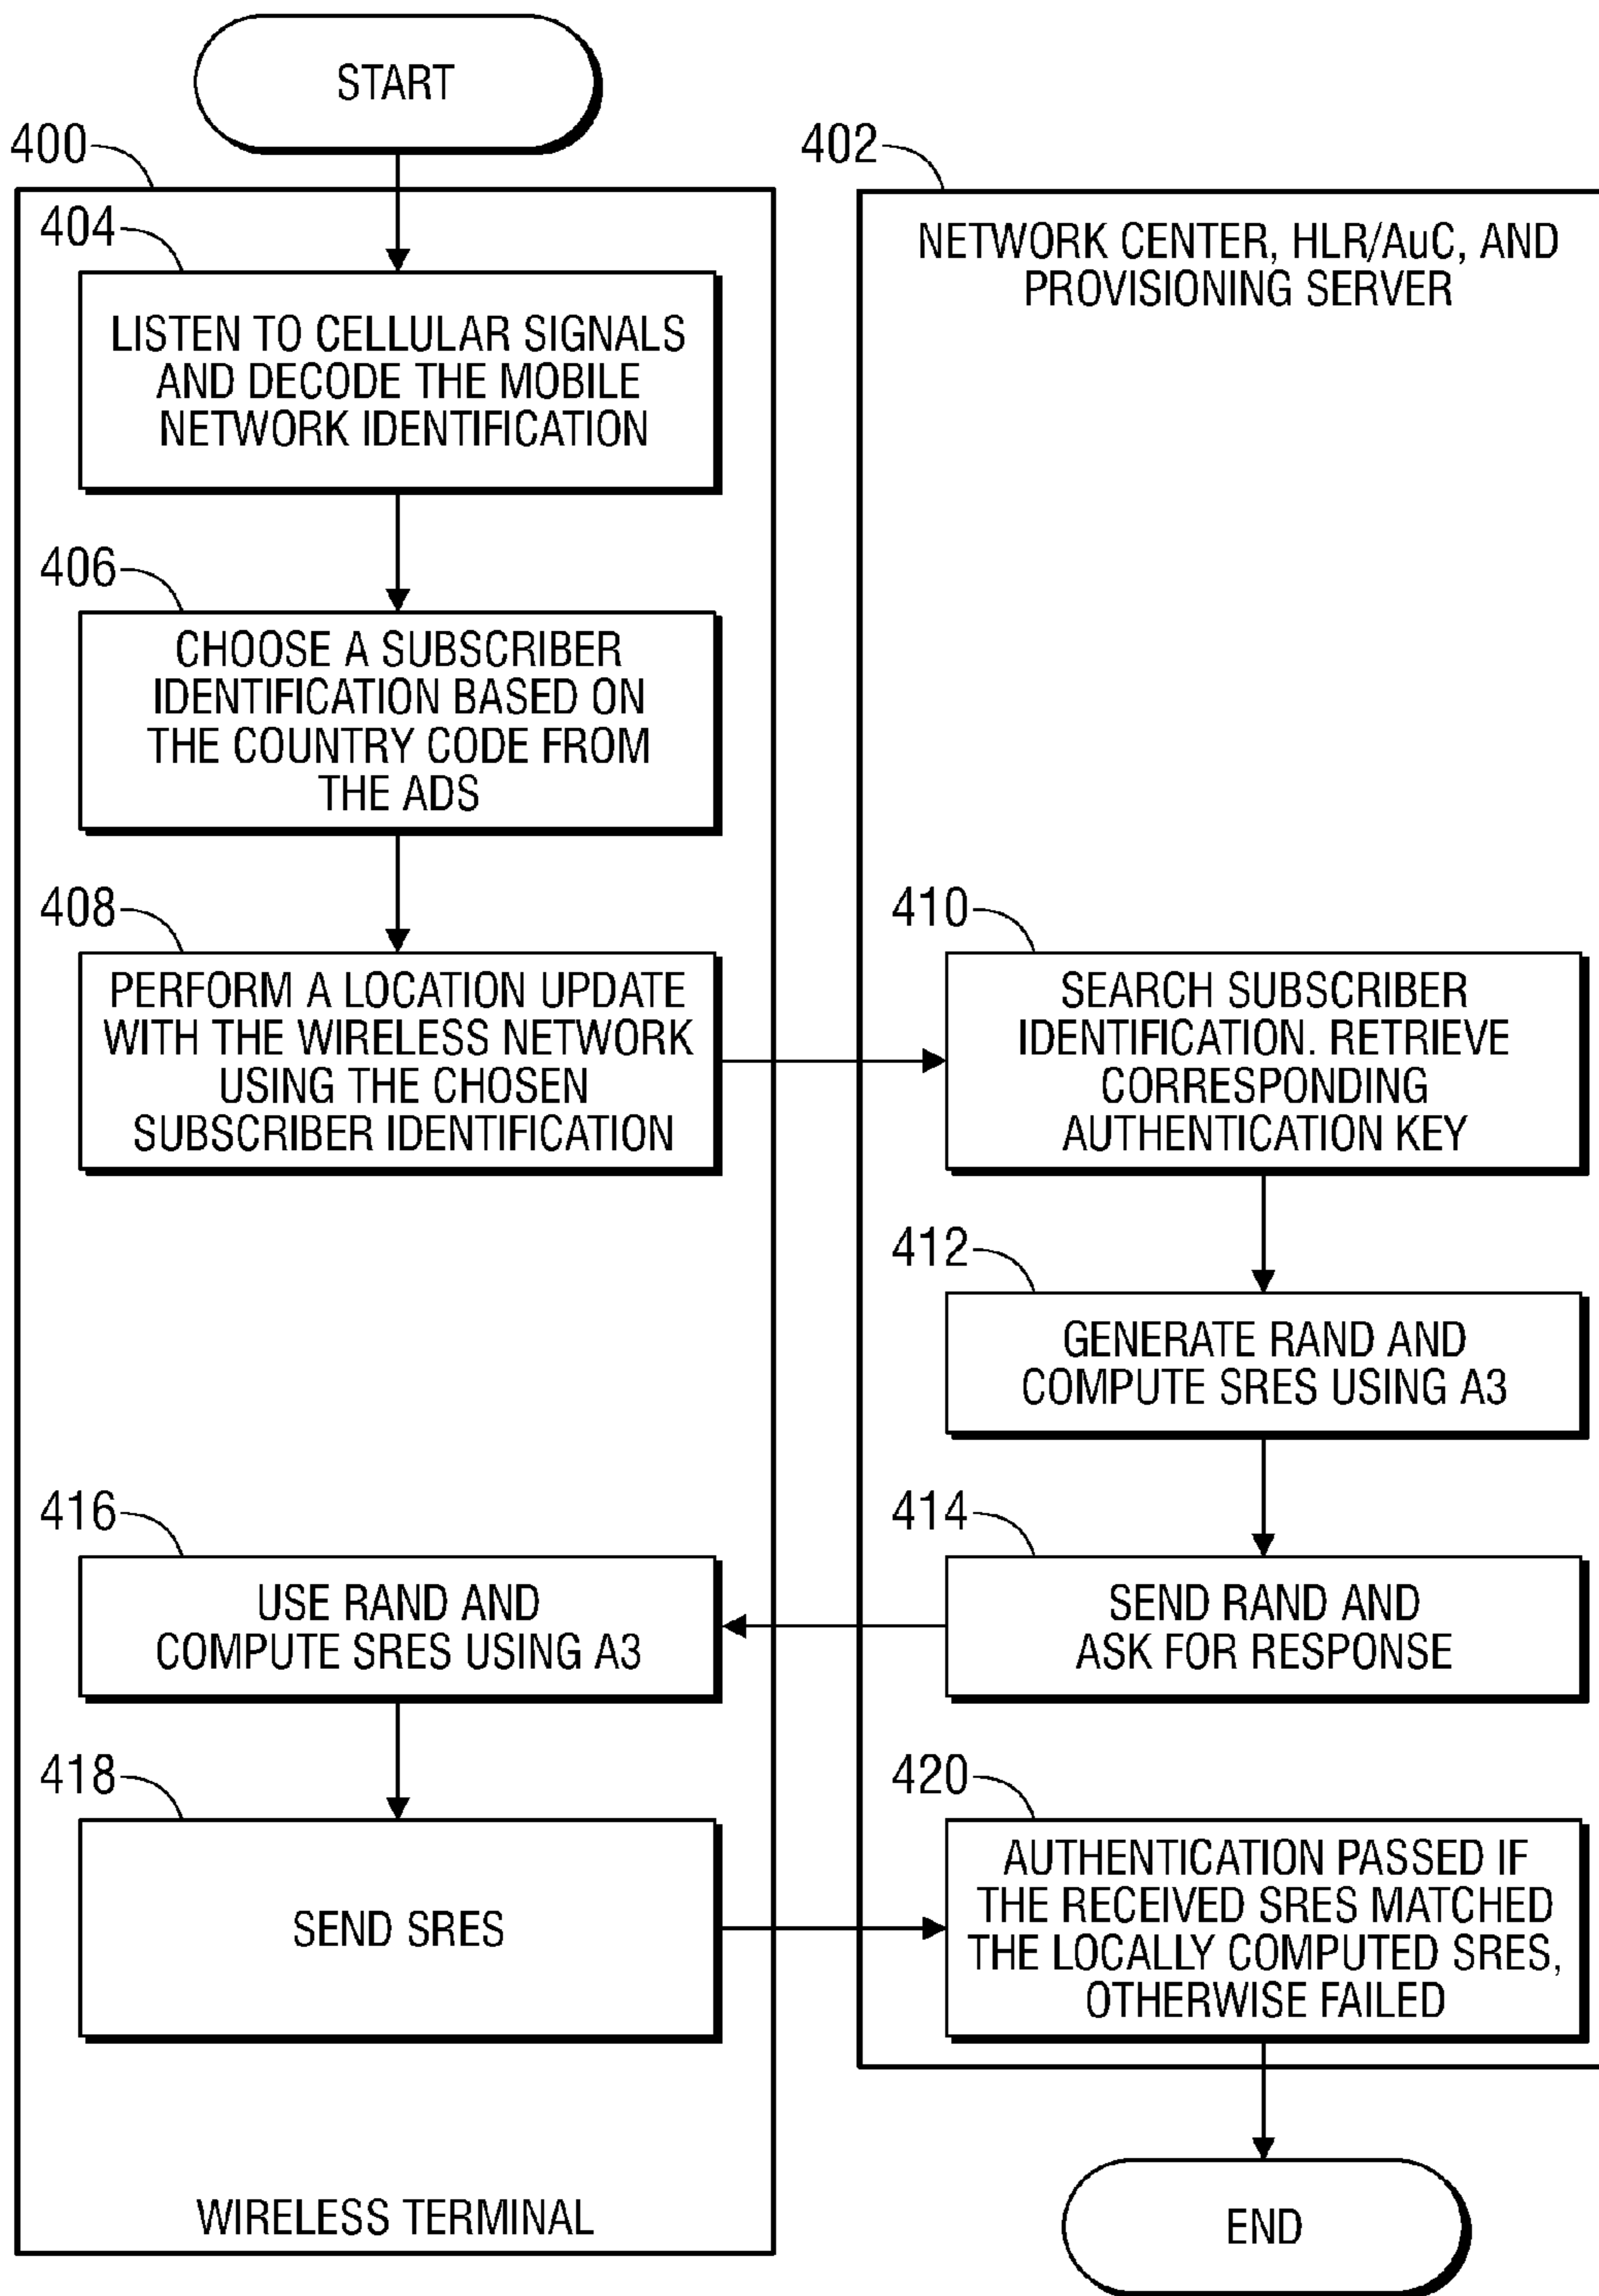 START
400
402
404
NETWORK CENTER, HLR/AuC, AND
PROVISIONING SERVER
LISTEN TO CELLULAR SIGNALS
AND DECODE THE MOBILE
NETWORK IDENTIFICATION
406
CHOOSE A SUBSCRIBER
IDENTIFICATION BASED ON
THE COUNTRY CODE FROM
THE ADS
408
PERFORM A LOCATION UPDATE
WITH THE WIRELESS NETWORK
USING THE CHOSEN
SUBSCRIBER IDENTIFICATION
410
SEARCH SUBSCRIBER
IDENTIFICATION. RETRIEVE
CORRESPONDING
AUTHENTICATION KEY
412
GENERATE RAND AND
COMPUTE SRES USING A3
414
SEND RAND AND
ASK FOR RESPONSE
416
USE RAND AND
COMPUTE SRES USING A3
418
SEND SRES
420
AUTHENTICATION PASSED IF
THE RECEIVED SRES MATCHED
THE LOCALLY COMPUTED SRES,
OTHERWISE FAILED
WIRELESS TERMINAL
END